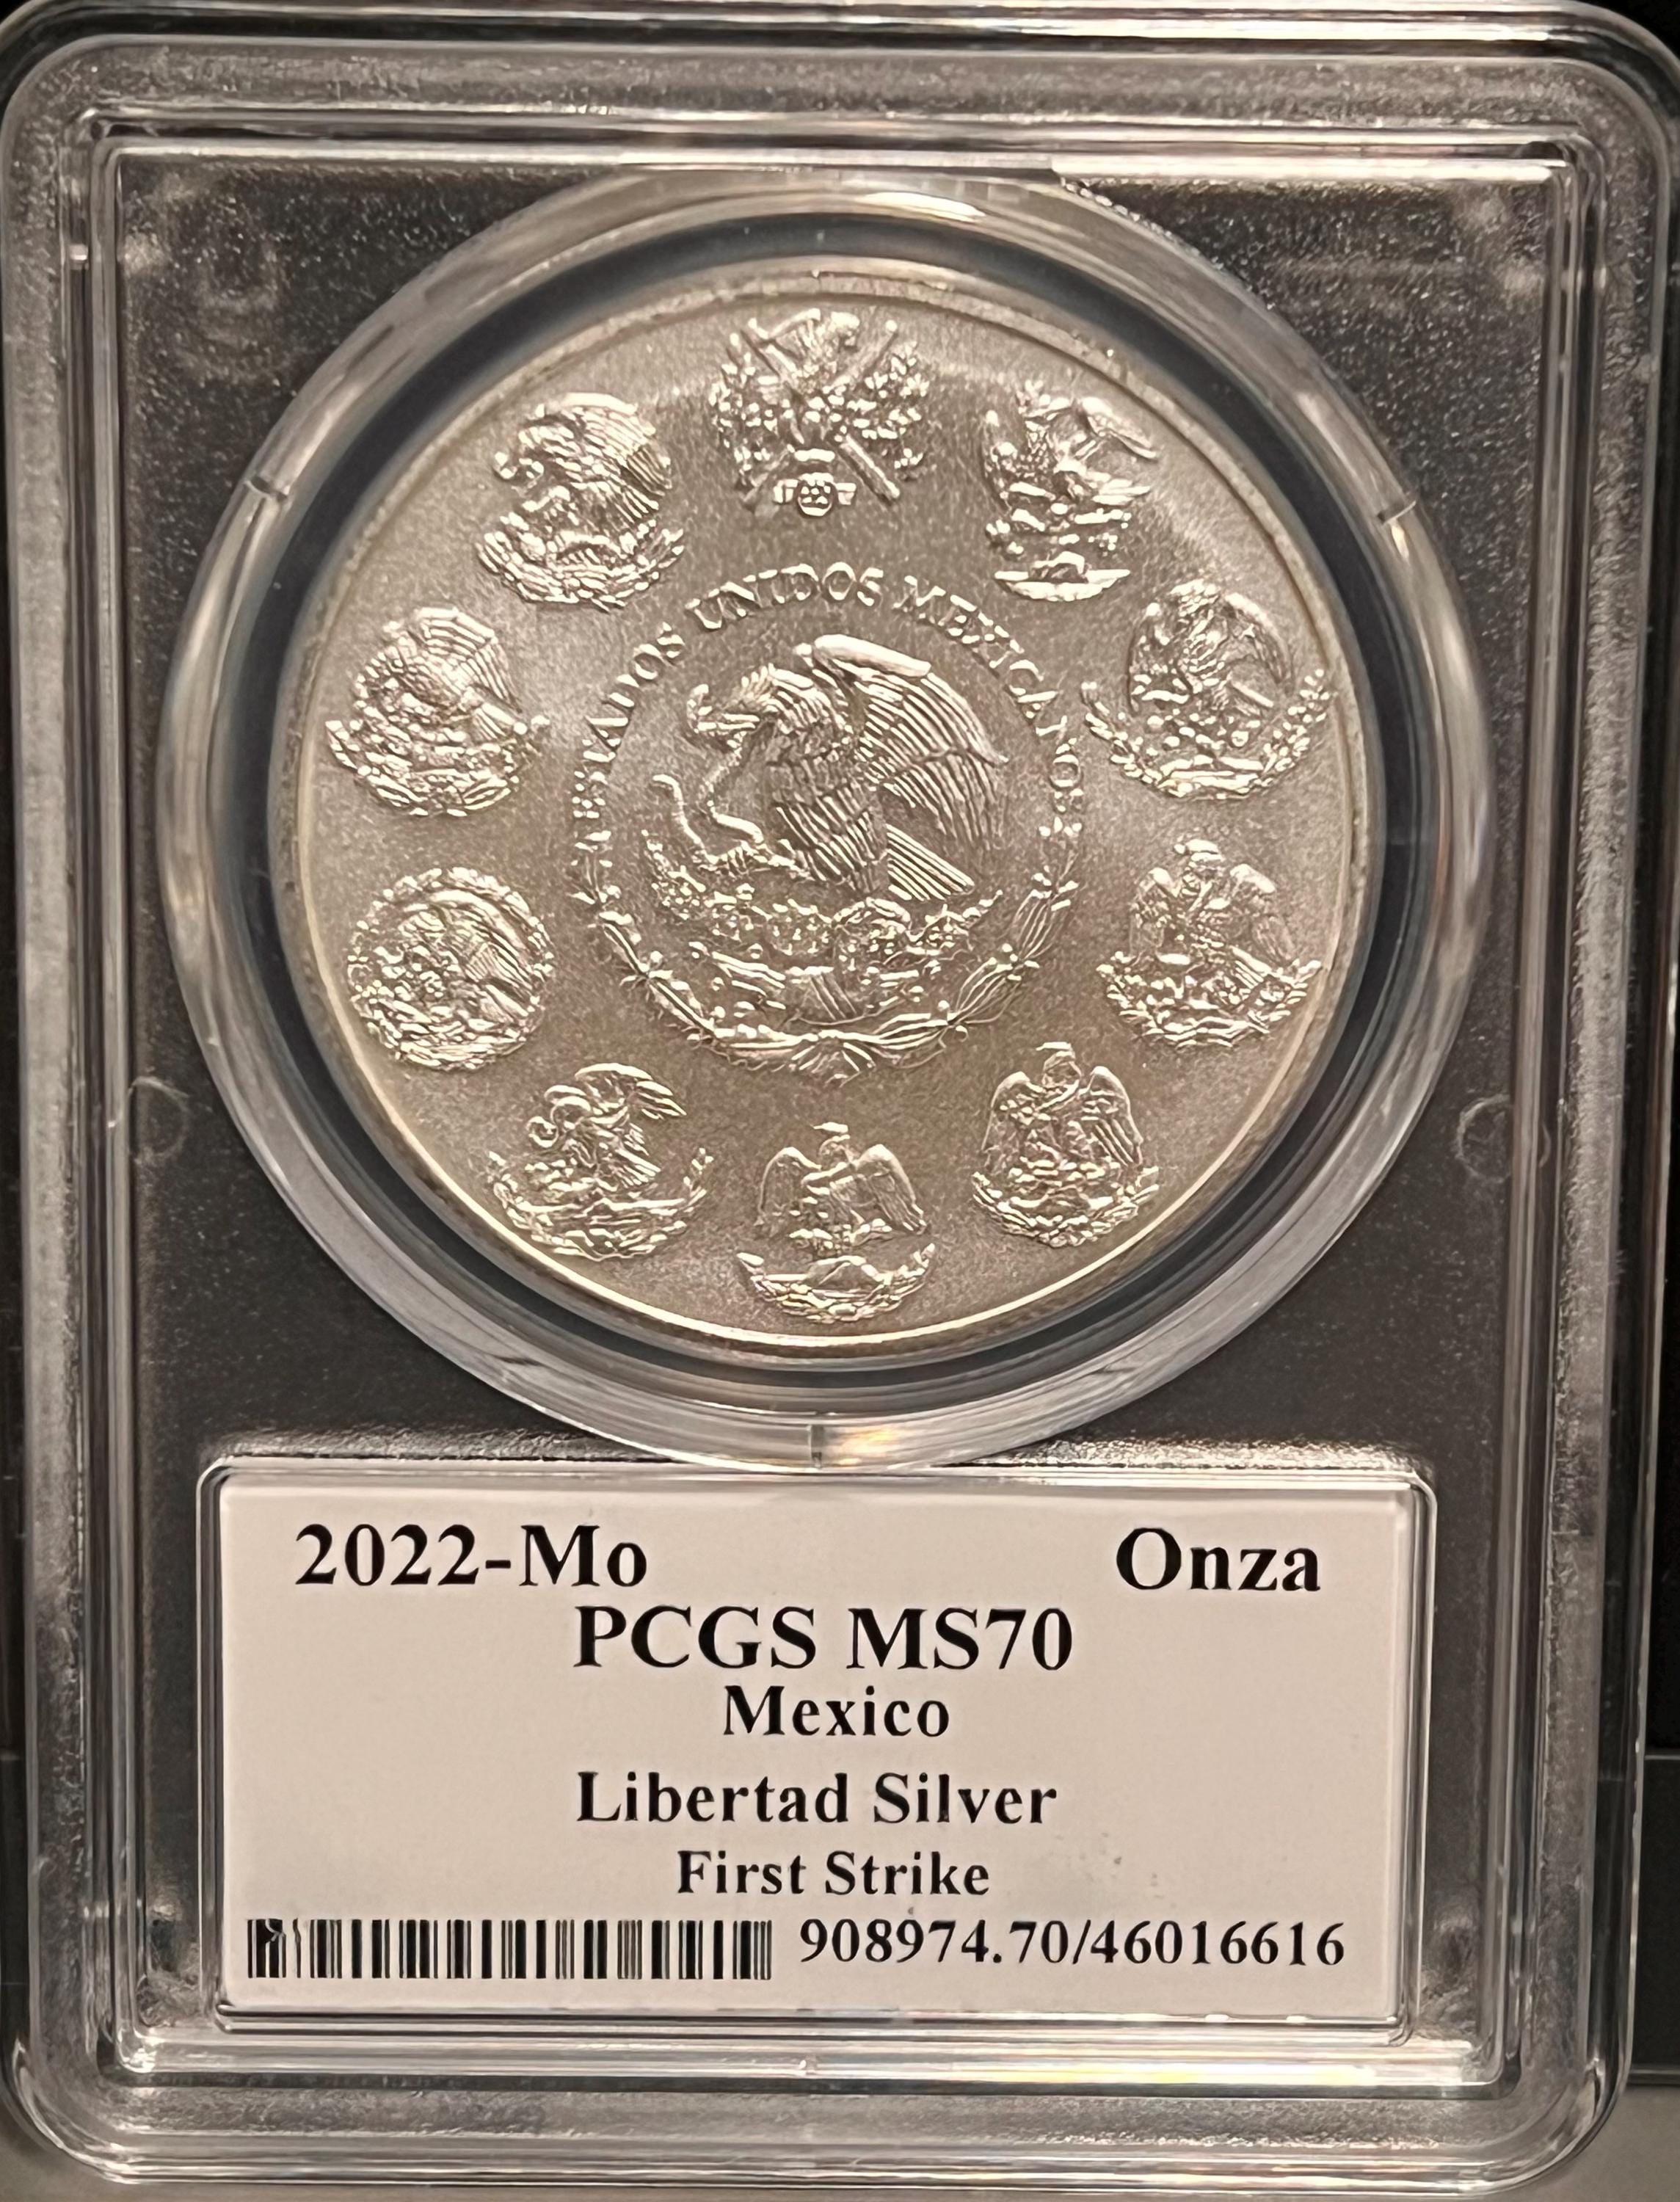 ESTADOS UNIDOS MEXICANOS
2022-Mo Onza
PCGS MS70
Mexico
Libertad Silver
First Strike
908974.70/46016616